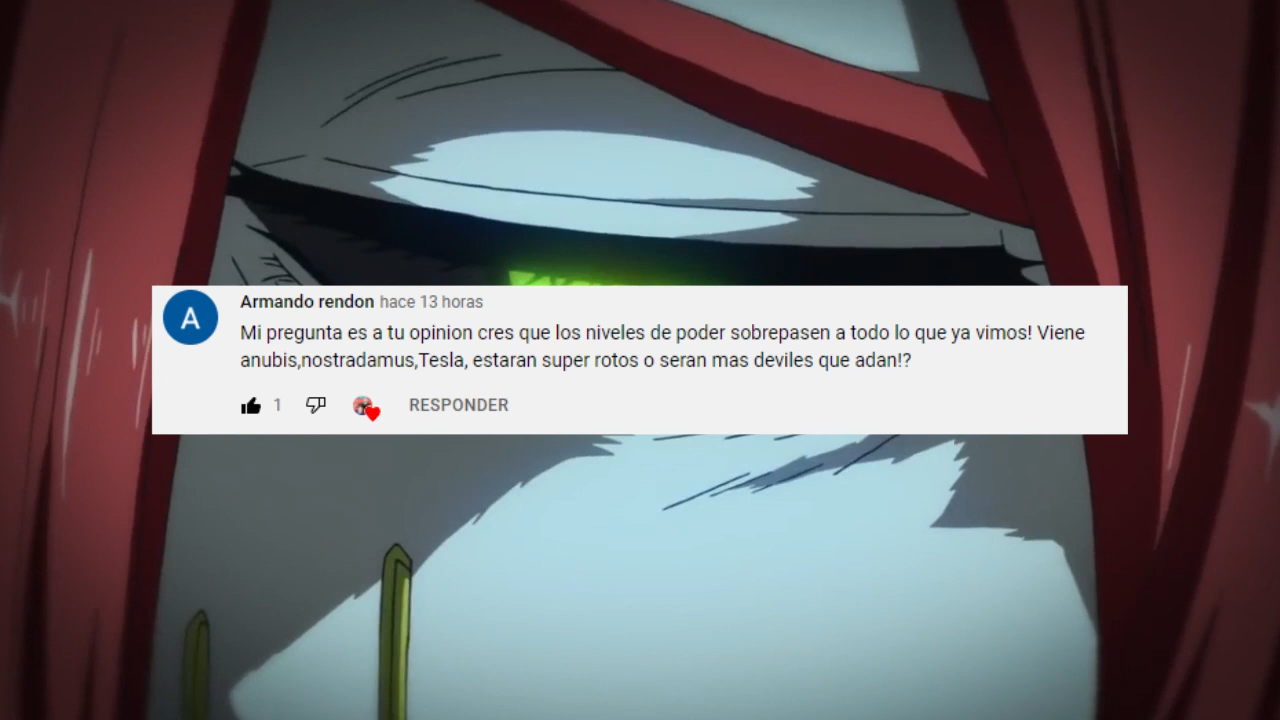 A
Armando rendon hace 13 horas
Mi pregunta es a tu opinion cres que los niveles de poder sobrepasen a todo lo que ya vimos! Viene
anubis,nostradamus,Tesla, estaran super rotos o seran mas deviles que adan!?
1 RESPONDER